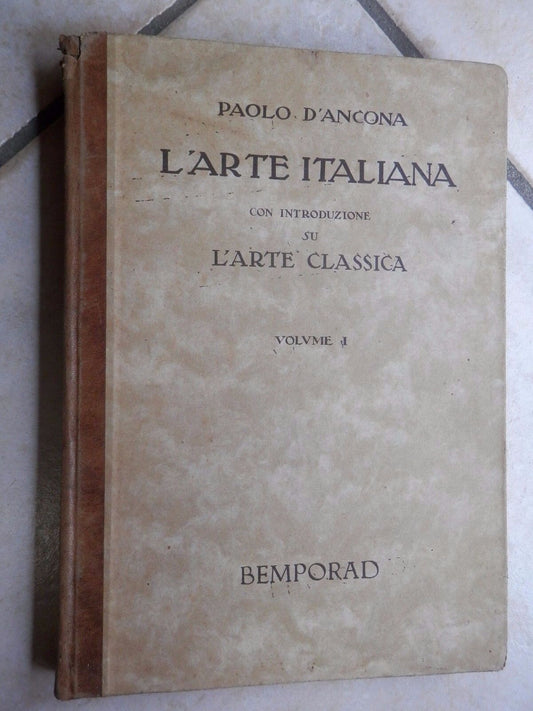 PAOLO D'ANCONA
L'ARTE ITALIANA
CON INTRODUZIONE
SU
L'ARTE CLASSICA
VOLVME I
BEMPORAD